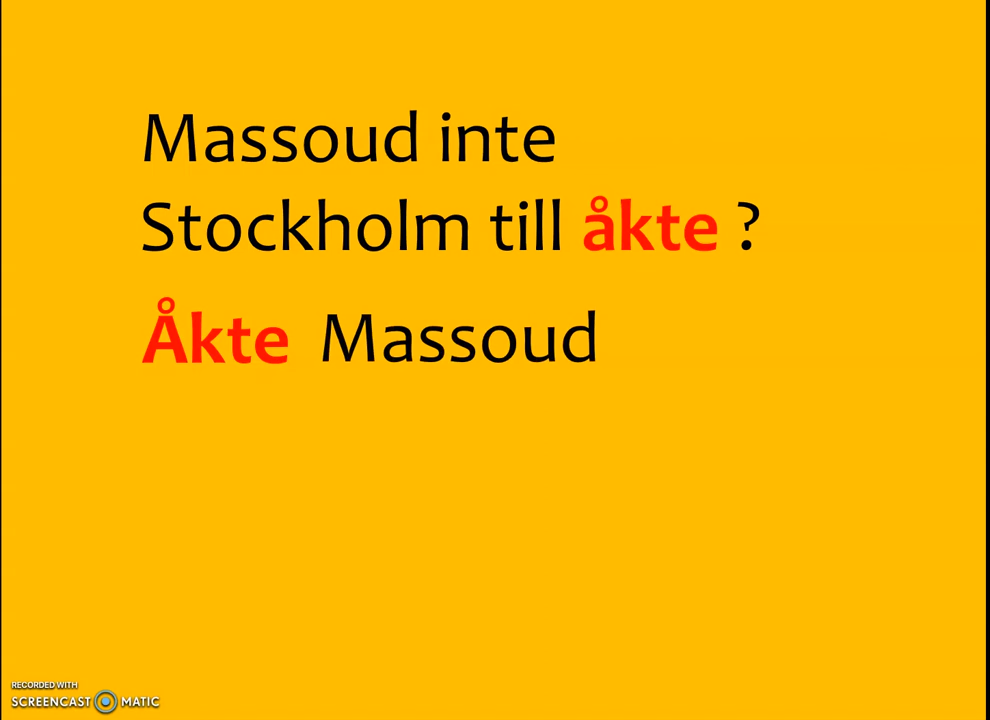 Massoud inte
Stockholm till åkte ?
Åkte Massoud
RECORDED WITH
SCREENCAST MATIC